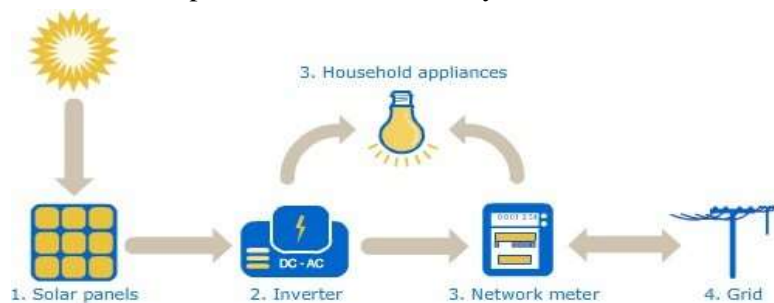 3. Household appliances
DC - AC
1. Solar panels
2. Inverter
3. Network meter
4. Grid